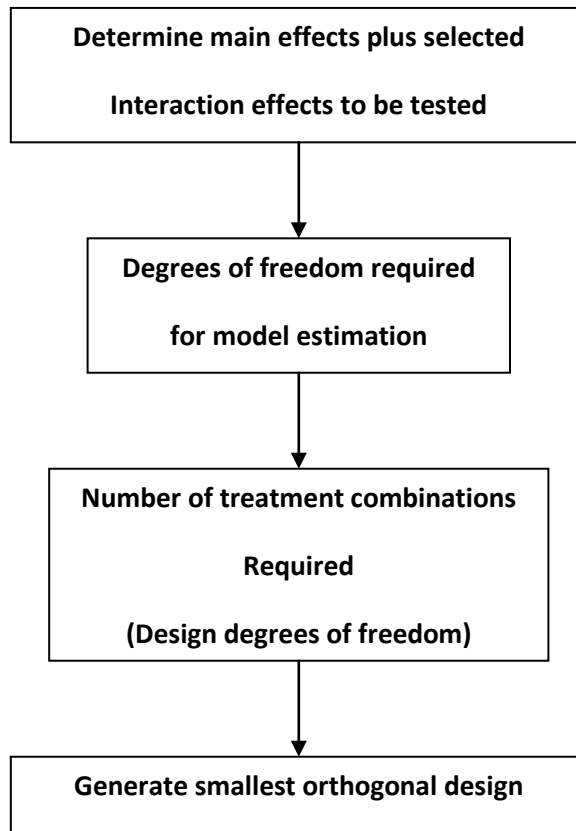 Determine main effects plus selected
Interaction effects to be tested
Degrees of freedom required
for model estimation
Number of treatment combinations
Required
(Design degrees of freedom)
Generate smallest orthogonal design